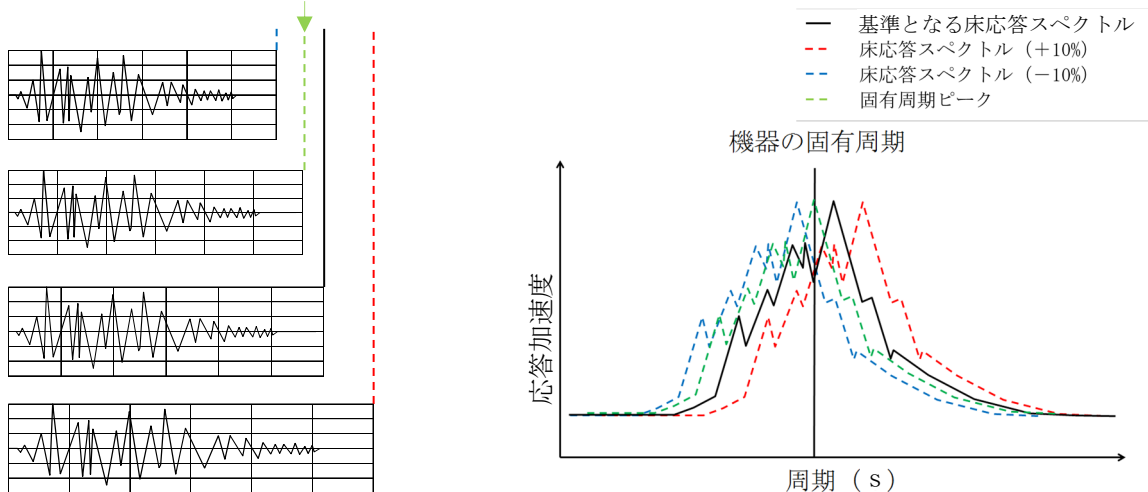 基準となる床応答スペクトル
床応答スペクトル（＋10%）
床応答スペクトル（－10%）
固有周期ピーク
機器の固有周期
応答加速度
周期（ｓ）